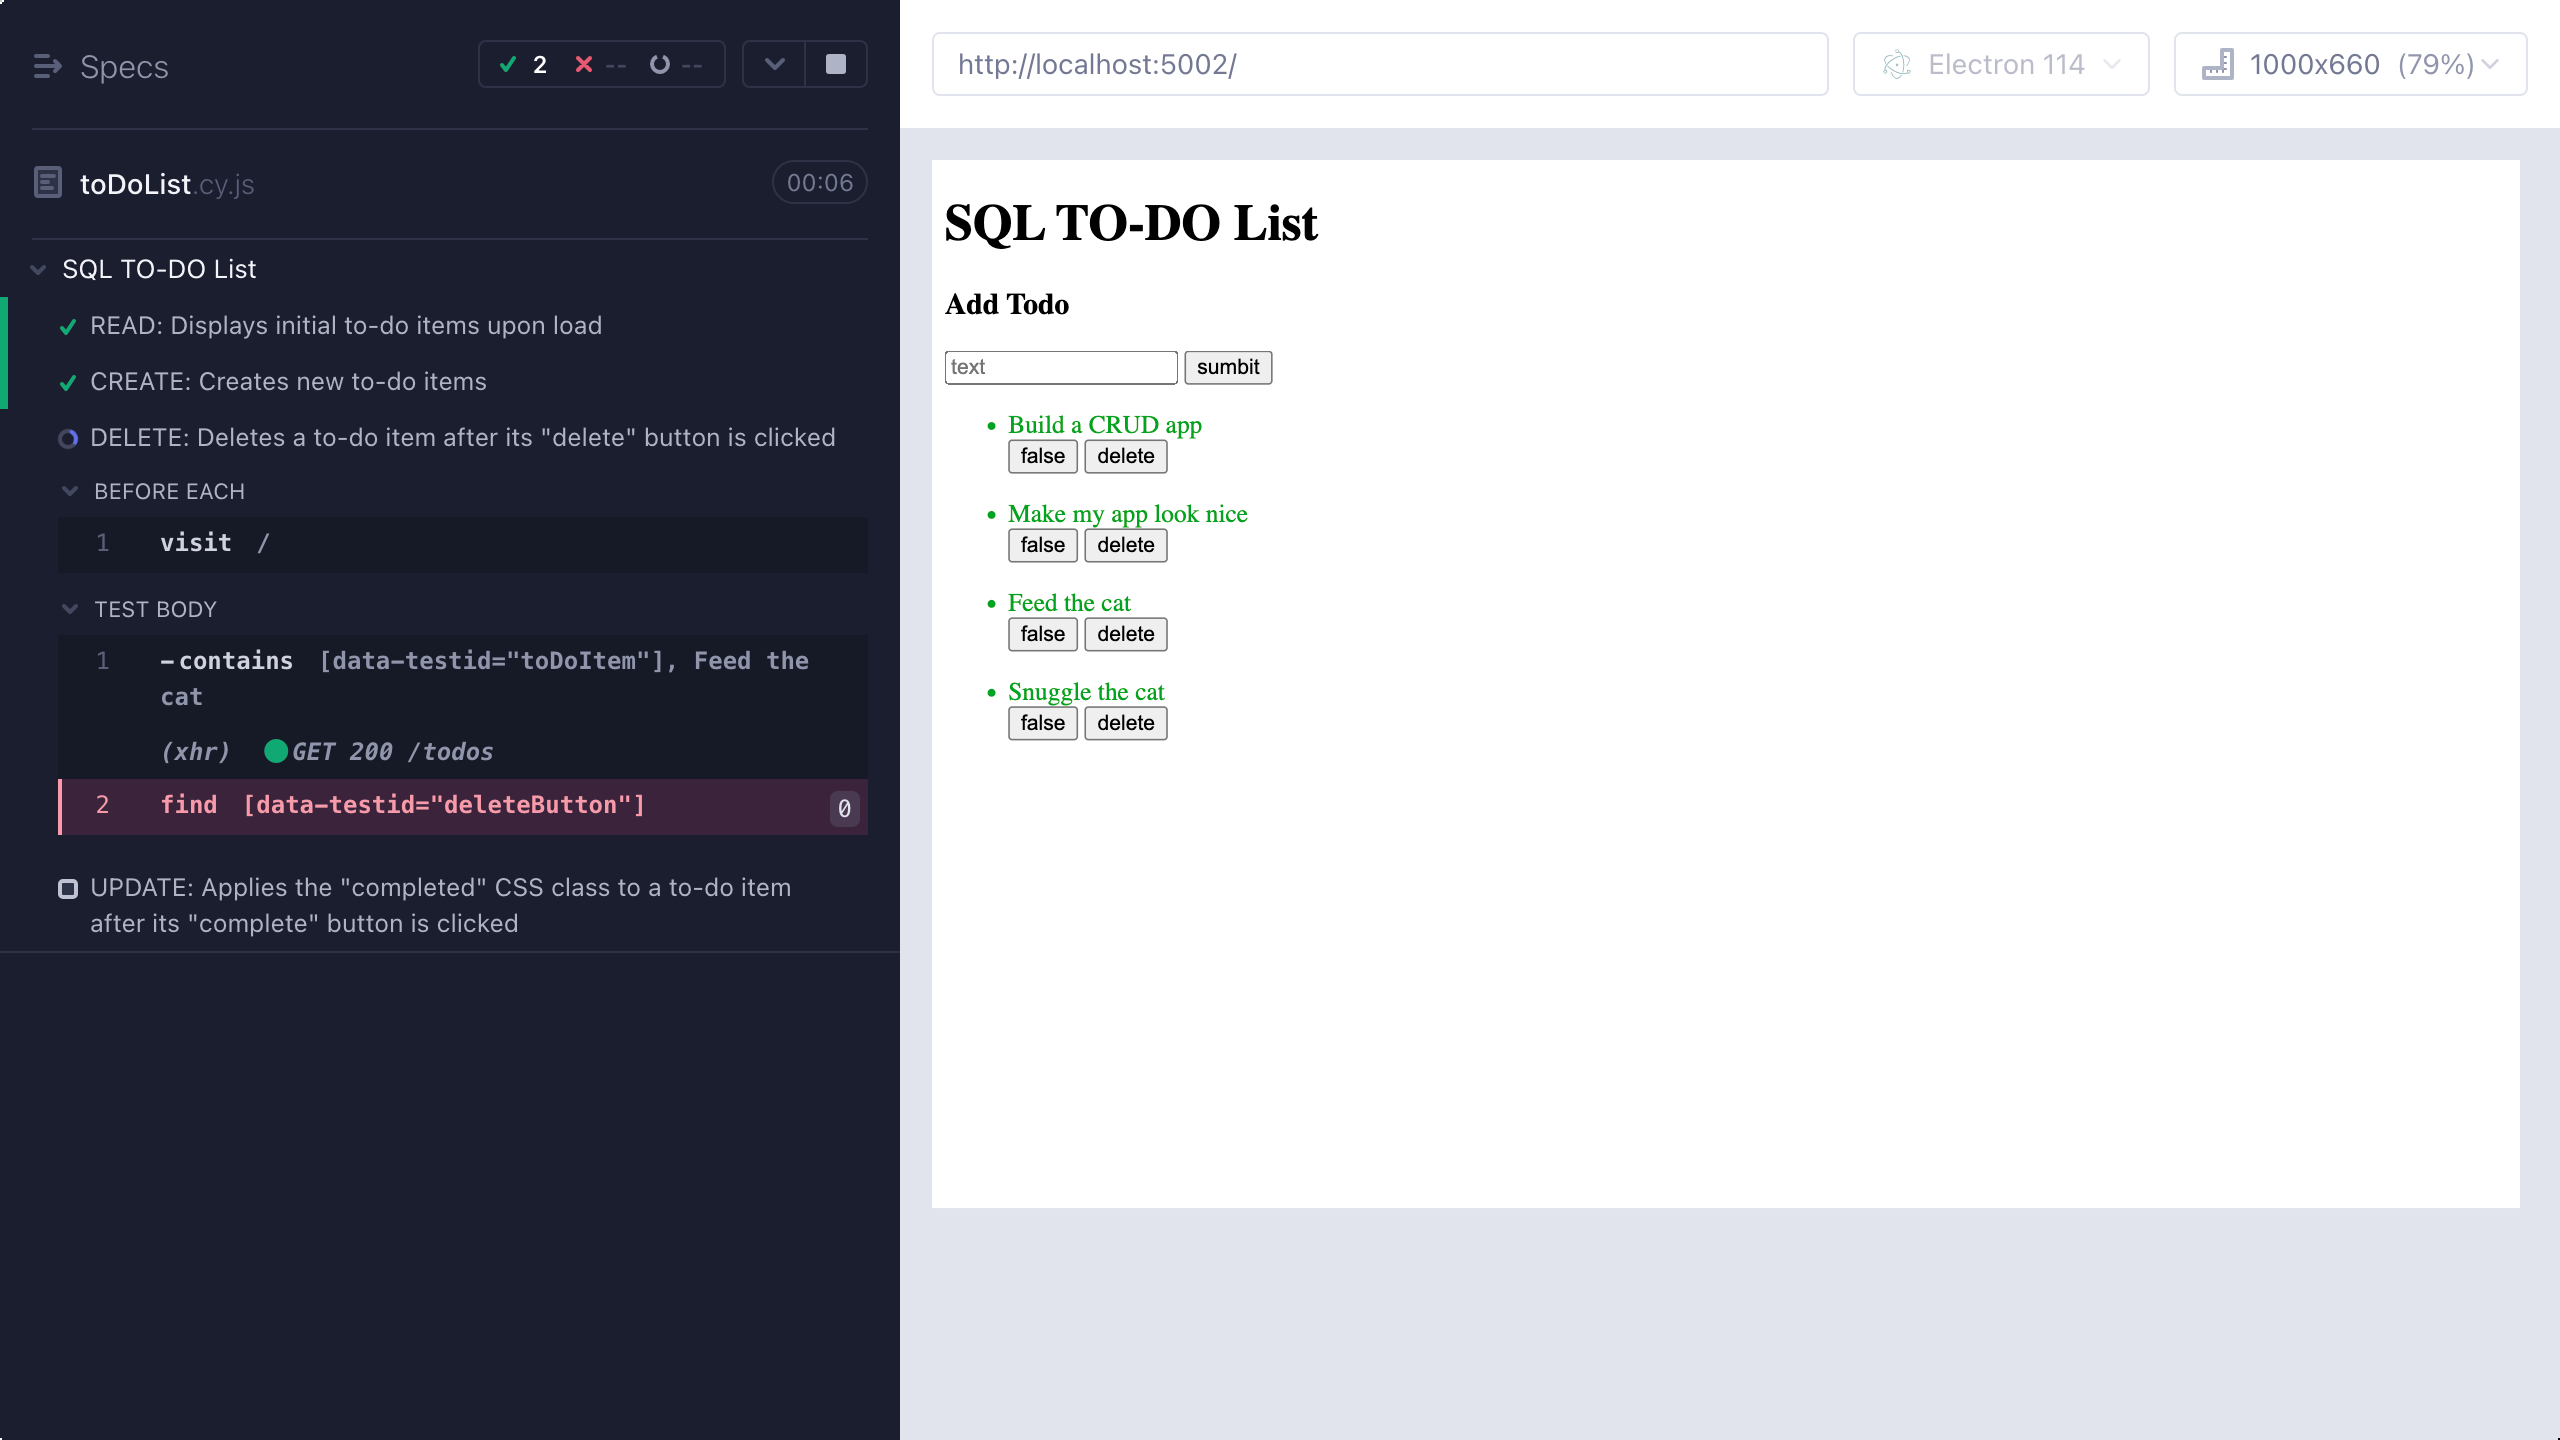 Specs
2 -- --
toDoList.cy.js
00:06
SQL TO-DO List
READ: Displays initial to-do items upon load
CREATE: Creates new to-do items
DELETE: Deletes a to-do item after its "delete" button is clicked
BEFORE EACH
1 visit /
TEST BODY
1 -contains [data-testid="toDoItem"], Feed the
cat
(xhr) GET 200 /todos
2 find [data-testid="deleteButton"] 0
UPDATE: Applies the "completed" CSS class to a to-do item
after its "complete" button is clicked
http://localhost:5002/
Electron 114
1000x660 (79%)
SQL TO-DO List
Add Todo
text sumbit
Build a CRUD app
false delete
Make my app look nice
false delete
Feed the cat
false delete
Snuggle the cat
false delete